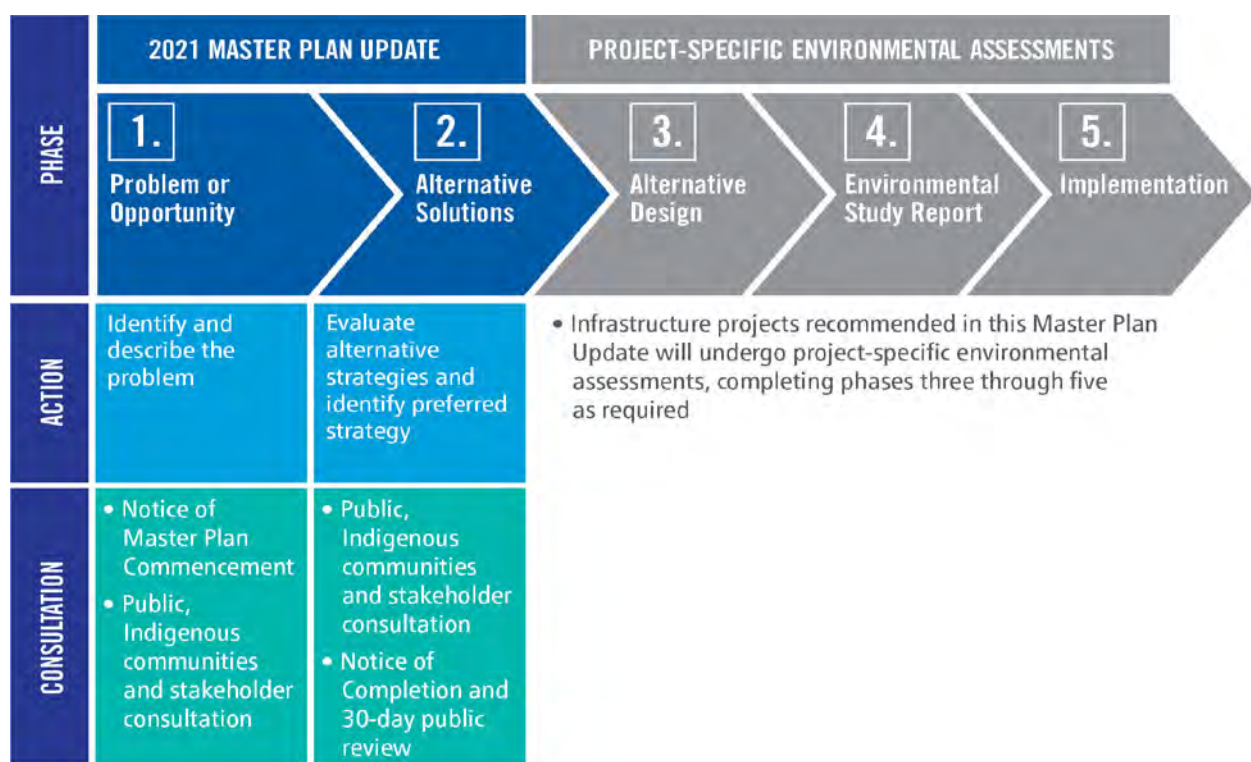 2021 MASTER PLAN UPDATE
PROJECT-SPECIFIC ENVIRONMENTAL ASSESSMENTS
PHASE
1.
Problem or
Opportunity
2.
Alternative
Solutions
3.
Alternative
Design
4.
Environmental
Study Report
5.
Implementation
ACTION
Identify and
describe the
problem
Evaluate
alternative
strategies and
identify preferred
strategy
• Infrastructure projects recommended in this Master Plan
Update will undergo project-specific environmental
assessments, completing phases three through five
as required
CONSULTATION
• Notice of
Master Plan
Commencement
• Public,
Indigenous
communities
and stakeholder
consultation
• Public,
Indigenous
communities
and stakeholder
consultation
• Notice of
Completion and
30-day public
review